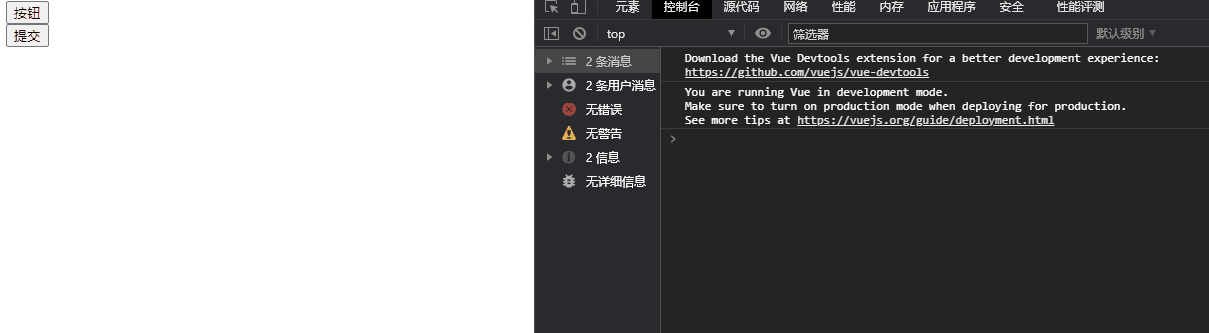 按钮
提交
元素 控制台 源代码 网络 性能 内存 应用程序 安全 性能评测
top 筛选器 默认级别
2 条消息
2 条用户消息
无错误
无警告
2 信息
无详细信息
Download the Vue Devtools extension for a better development experience:
https://github.com/vuejs/vue-devtools
You are running Vue in development mode.
Make sure to turn on production mode when deploying for production.
See more tips at https://vuejs.org/guide/deployment.html